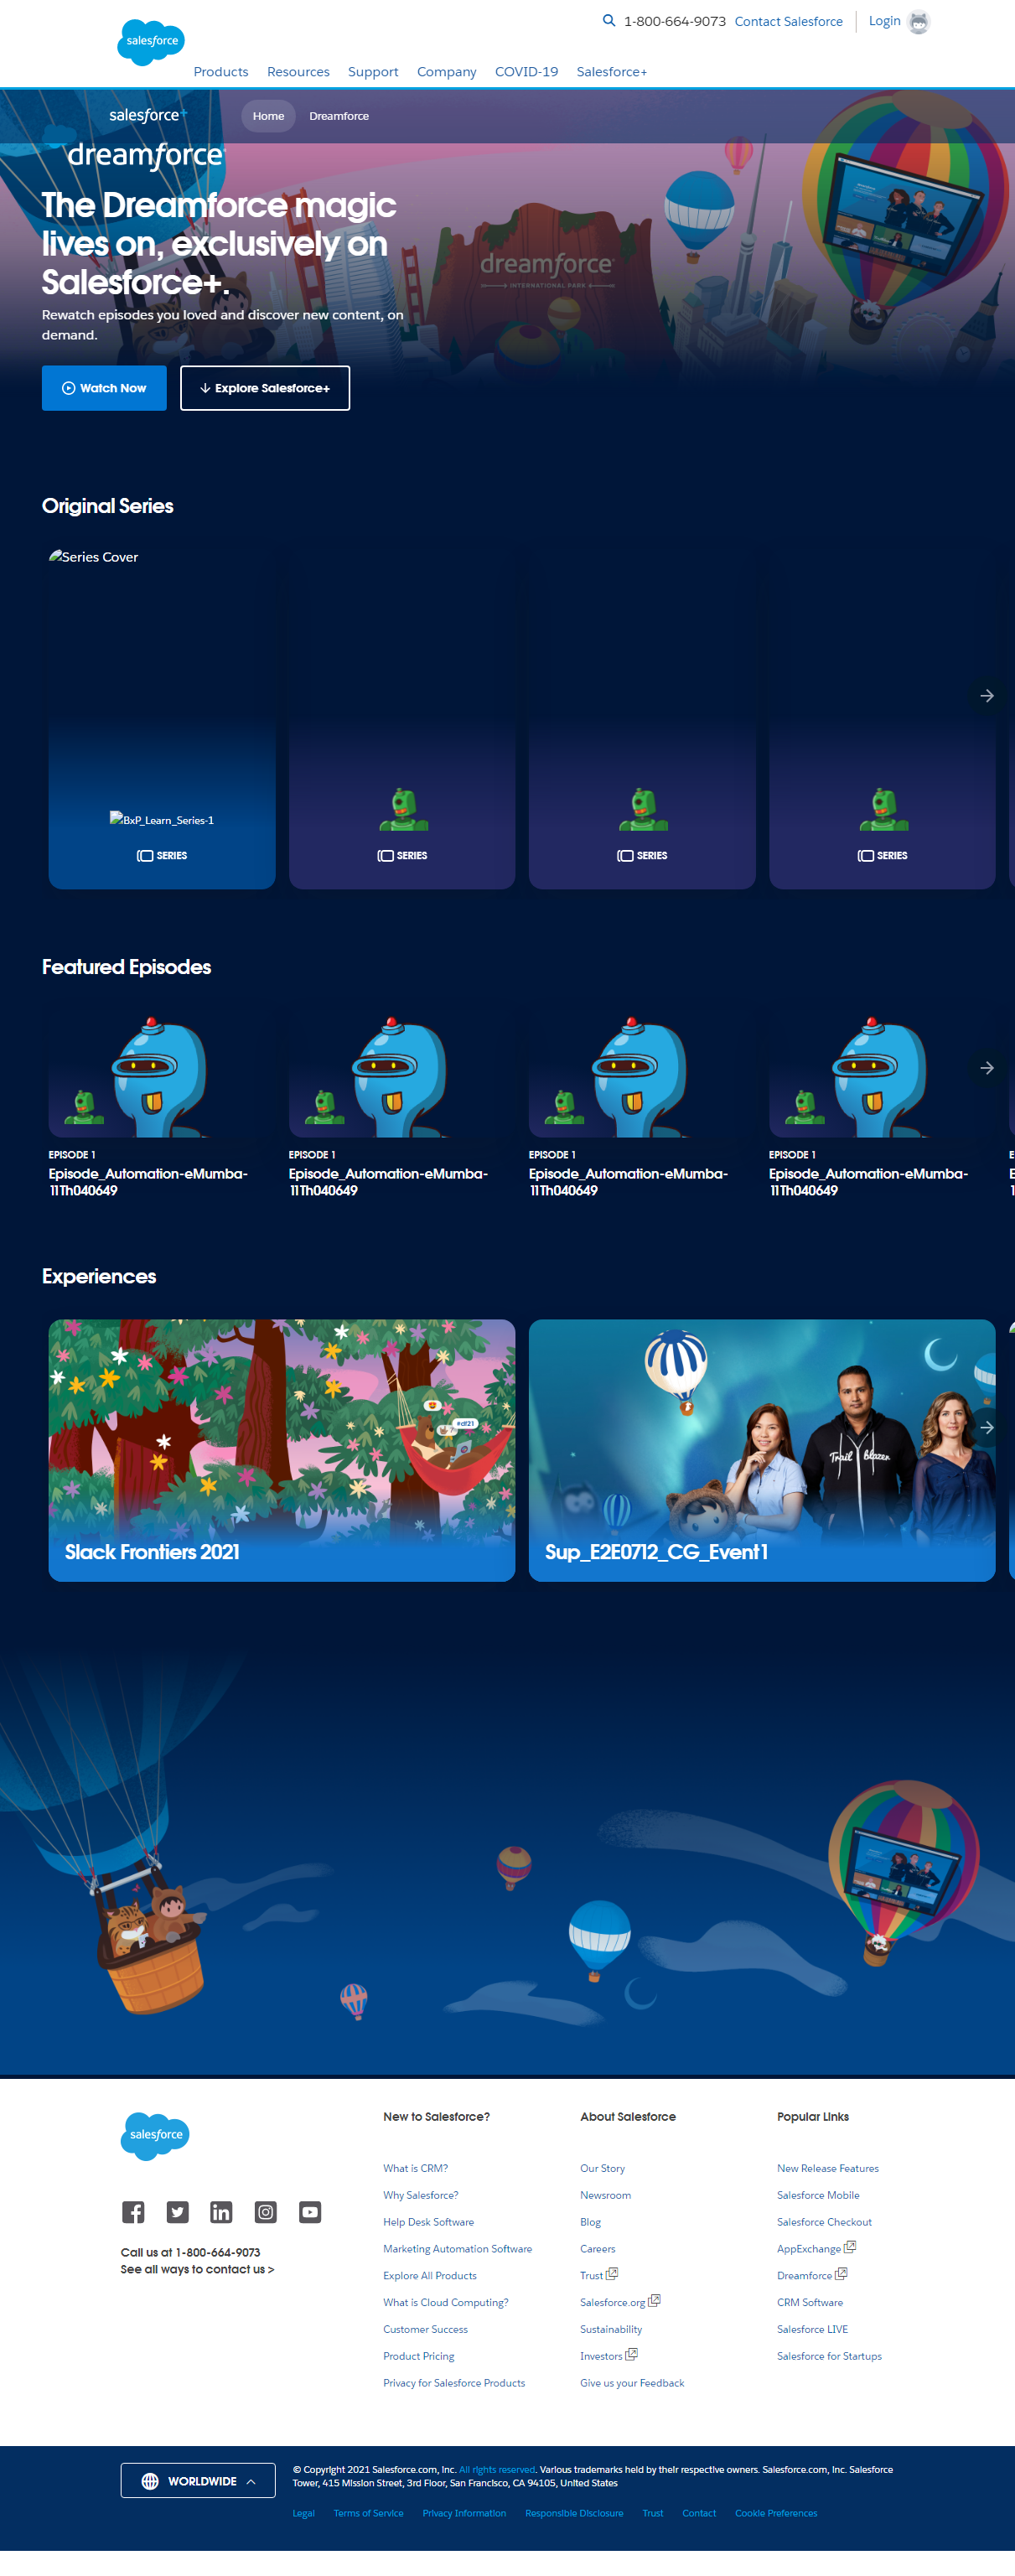 salesforce
1-800-664-9073 Contact Salesforce Login
Products Resources Support Company COVID-19 Salesforce+
salesforce+ Home Dreamforce
dreamforce
The Dreamforce magic
lives on, exclusively on
Salesforce+.
dreamforce
INTERNATIONAL PARK
Rewatch episodes you loved and discover new content, on
demand.
Watch Now Explore Salesforce+
Original Series
Series Cover
BxP_Learn_Series-1
SERIES SERIES SERIES SERIES
Featured Episodes
EPISODE 1 EPISODE 1 EPISODE 1 EPISODE 1
Episode_Automation-eMumba- Episode_Automation-eMumba- Episode_Automation-eMumba- Episode_Automation-eMumba-
11Th040649 11Th040649 11Th040649 11Th040649
Experiences
#df21
Trail blazer
Slack Frontiers 2021 Sup_E2E0712_CG_Event1
salesforce
New to Salesforce? About Salesforce Popular Links
What is CRM? Our Story New Release Features
Why Salesforce? Newsroom Salesforce Mobile
Help Desk Software Blog Salesforce Checkout
Marketing Automation Software Careers AppExchange
Explore All Products Trust Dreamforce
What is Cloud Computing? Salesforce.org CRM Software
Customer Success Sustainability Salesforce LIVE
Product Pricing Investors Salesforce for Startups
Privacy for Salesforce Products Give us your Feedback
Call us at 1-800-664-9073
See all ways to contact us >
WORLDWIDE
© Copyright 2021 Salesforce.com, inc. All rights reserved. Various trademarks held by their respective owners. Salesforce.com, inc. Salesforce
Tower, 415 Mission Street, 3rd Floor, San Francisco, CA 94105, United States
Legal Terms of Service Privacy Information Responsible Disclosure Trust Contact Cookie Preferences